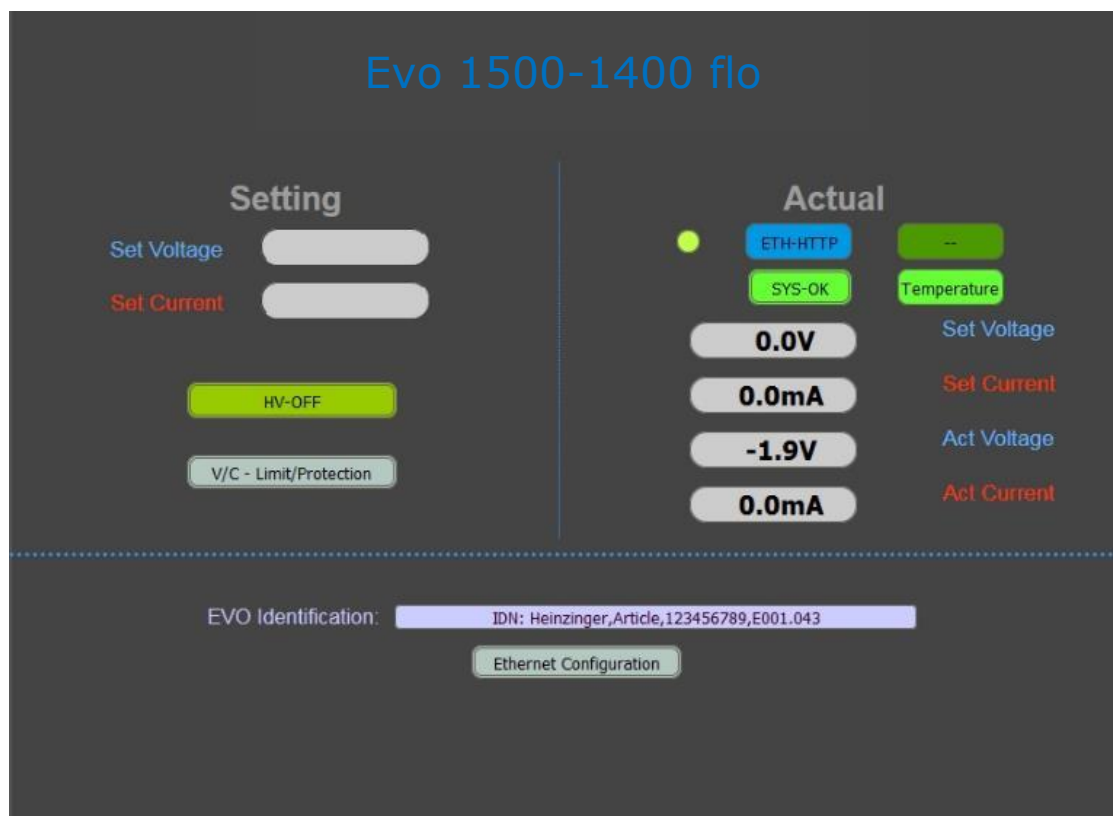 Evo 1500-1400 flo
Setting
Set Voltage
Set Current
HV-OFF
V/C - Limit/Protection
Actual
ETH-HTTP
--
SYS-OK
Temperature
0.0V
Set Voltage
0.0mA
Set Current
-1.9V
Act Voltage
0.0mA
Act Current
EVO Identification:
IDN: Heinzinger,Article,123456789,E001.043
Ethernet Configuration